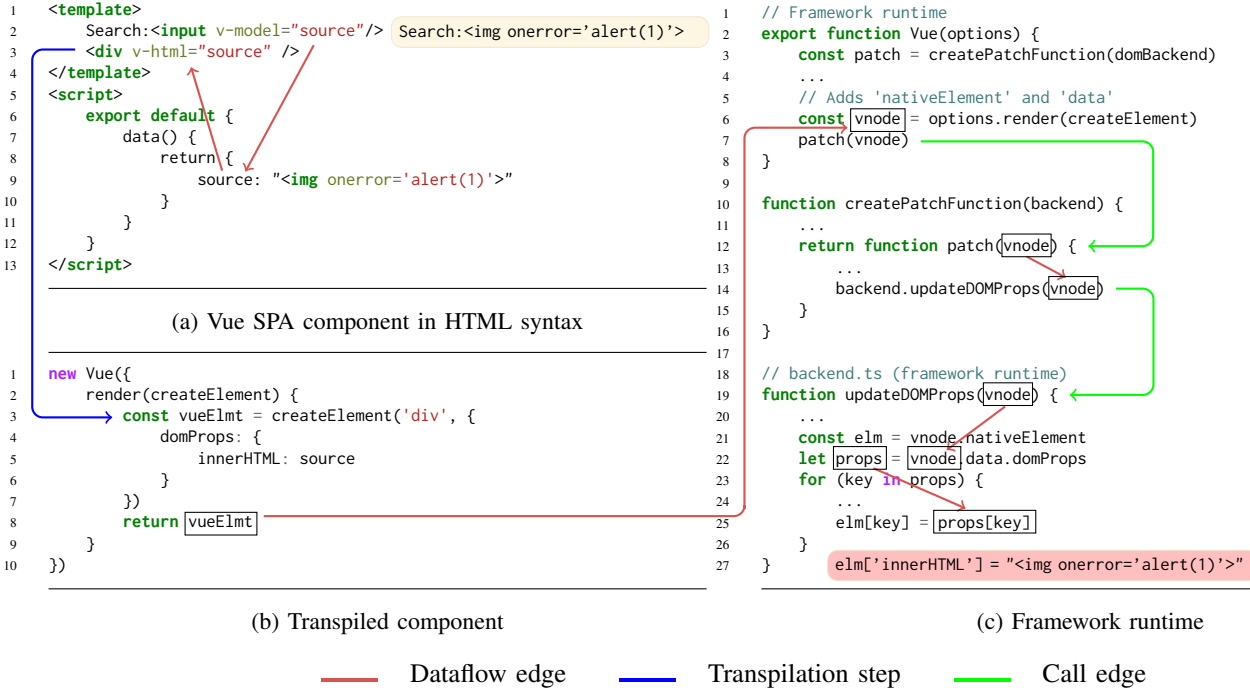 1 <template>
2 Search:<input v-model="source"/> Search:<img onerror='alert(1)'>
3 <div v-html="source" />
4 </template>
5 <script>
6 export default {
7 data() {
8 return {
9 source: "<img onerror='alert(1)'>"
10 }
11 }
12 }
13 </script>
(a) Vue SPA component in HTML syntax
1 new Vue({
2 render(createElement) {
3 const vueElmt = createElement('div', {
4 domProps: {
5 innerHTML: source
6 }
7 })
8 return vueElmt
9 }
10 })
(b) Transpiled component
1 // Framework runtime
2 export function Vue(options) {
3 const patch = createPatchFunction(domBackend)
4 ...
5 // Adds 'nativeElement' and 'data'
6 const vnode = options.render(createElement)
7 patch(vnode)
8 }
9
10 function createPatchFunction(backend) {
11 ...
12 return function patch(vnode) {
13 ...
14 backend.updateDOMProps(vnode)
15 }
16 }
17
18 // backend.ts (framework runtime)
19 function updateDOMProps(vnode) {
20 ...
21 const elm = vnode.nativeElement
22 let props = vnode.data.domProps
23 for (key in props) {
24 ...
25 elm[key] = props[key]
26 }
27 } elm['innerHTML'] = "<img onerror='alert(1)'>"
(c) Framework runtime
Dataflow edge Transpilation step Call edge